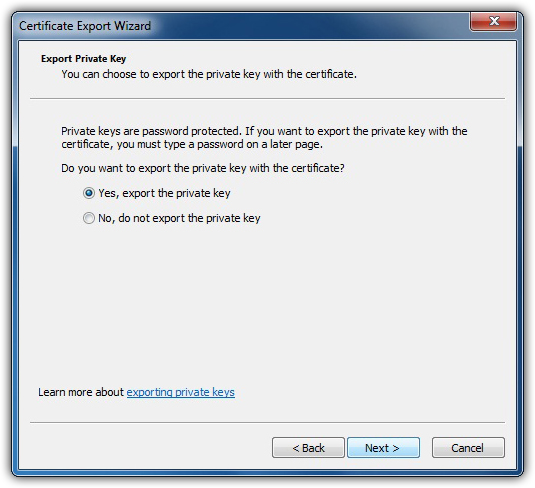 Certificate Export Wizard
Export Private Key
You can choose to export the private key with the certificate.
Private keys are password protected. If you want to export the private key with the
certificate, you must type a password on a later page.
Do you want to export the private key with the certificate?
Yes, export the private key
No, do not export the private key
Learn more about exporting private keys
< Back Next > Cancel